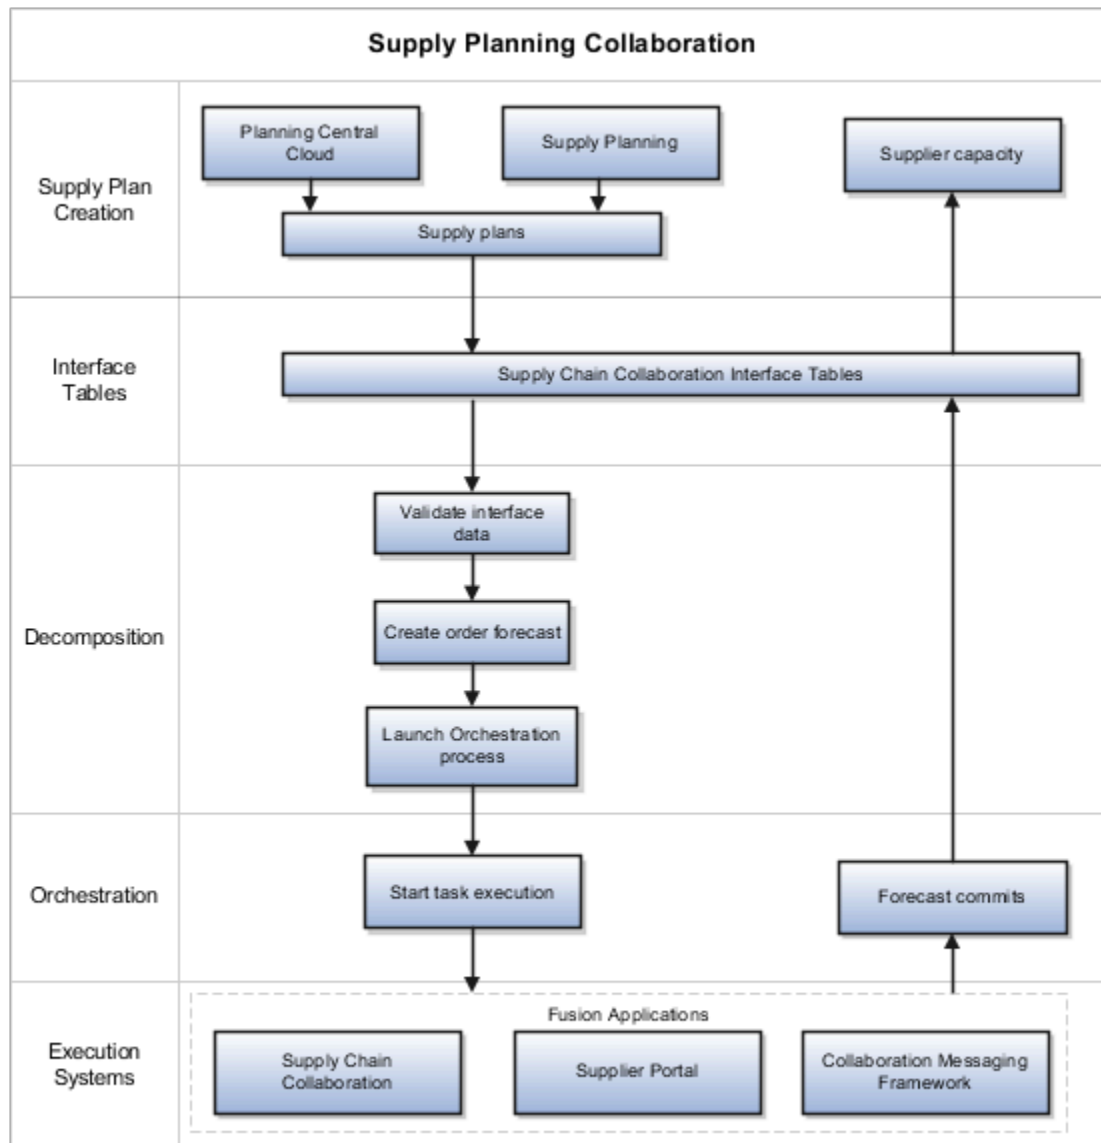 Supply Planning Collaboration
Supply Plan
Creation
Planning Central
Cloud
Supply Planning
Supplier capacity
Supply plans
Interface
Tables
Supply Chain Collaboration Interface Tables
Decomposition
Validate interface
data
Create order forecast
Launch Orchestration
process
Orchestration
Start task execution
Forecast commits
Execution
Systems
Fusion Applications
Supply Chain
Collaboration
Supplier Portal
Collaboration Messaging
Framework